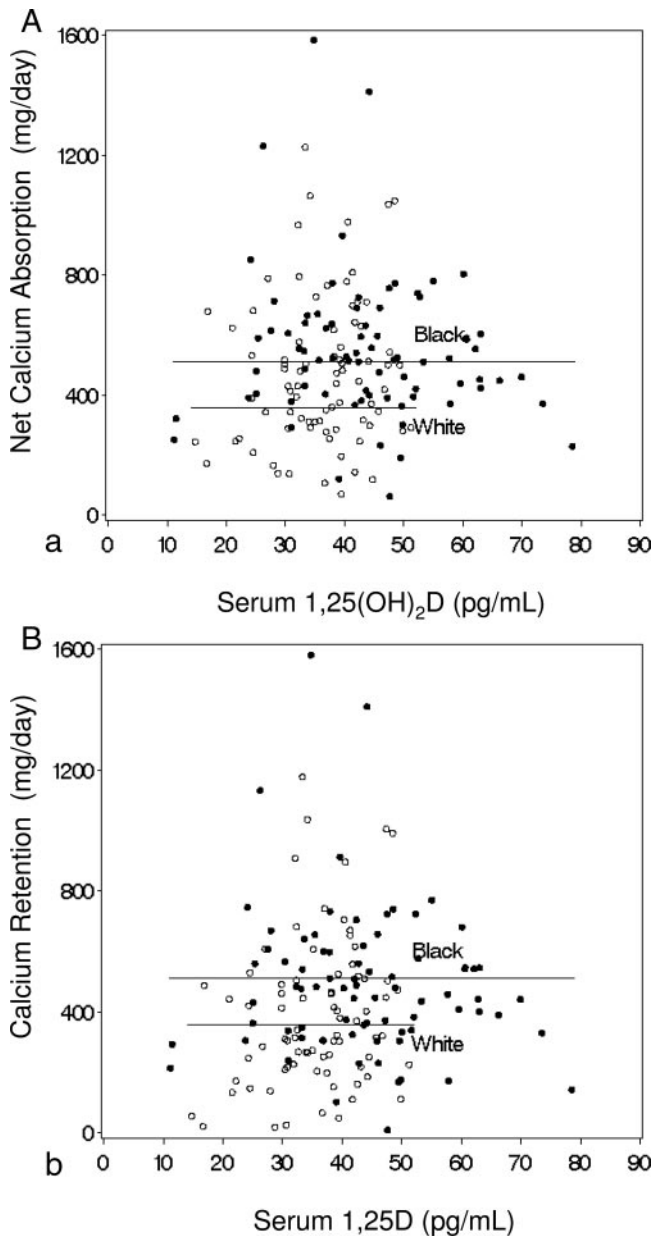 A
Net Calcium Absorption (mg/day)
1600
1200
800
400
0
Black
White
0 10 20 30 40 50 60 70 80 90
a
Serum 1,25(OH)₂D (pg/mL)
B
Calcium Retention (mg/day)
1600
1200
800
400
0
Black
White
0 10 20 30 40 50 60 70 80 90
b
Serum 1,25D (pg/mL)